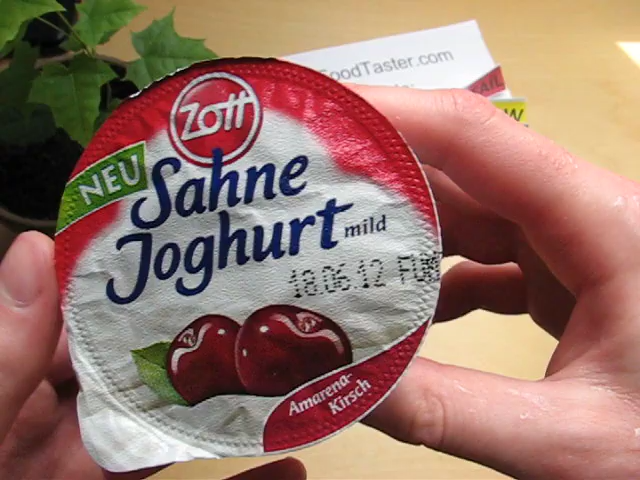 FoodTaster.com
Zott
NEU
Sahne
Joghurt mild
18.06.12
Amarena-
Kirsch